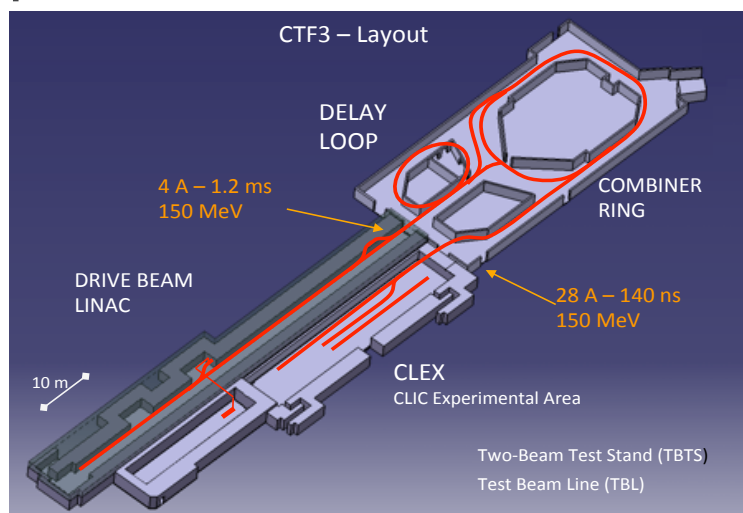 CTF3 – Layout
DELAY
LOOP
4 A – 1.2 ms
150 MeV
COMBINER
RING
DRIVE BEAM
LINAC
28 A – 140 ns
150 MeV
10 m
CLEX
CLIC Experimental Area
Two-Beam Test Stand (TBTS)
Test Beam Line (TBL)